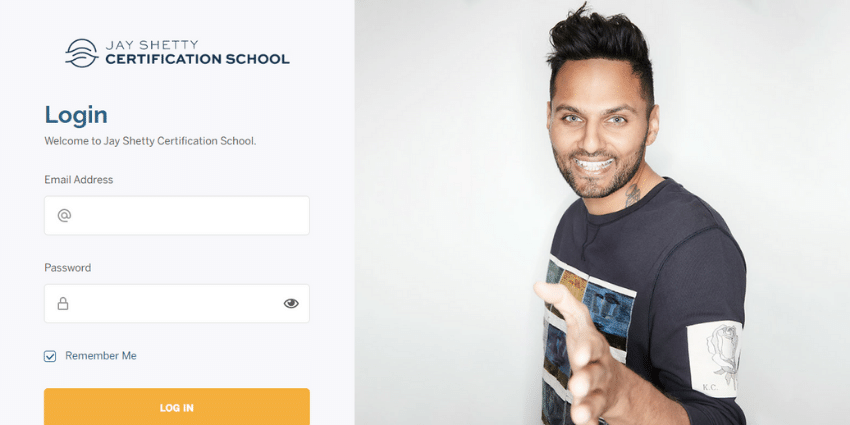 JAY SHETTY
CERTIFICATION SCHOOL
Login
Welcome to Jay Shetty Certification School.
Email Address
@
Password
Remember Me
LOG IN
K.C.